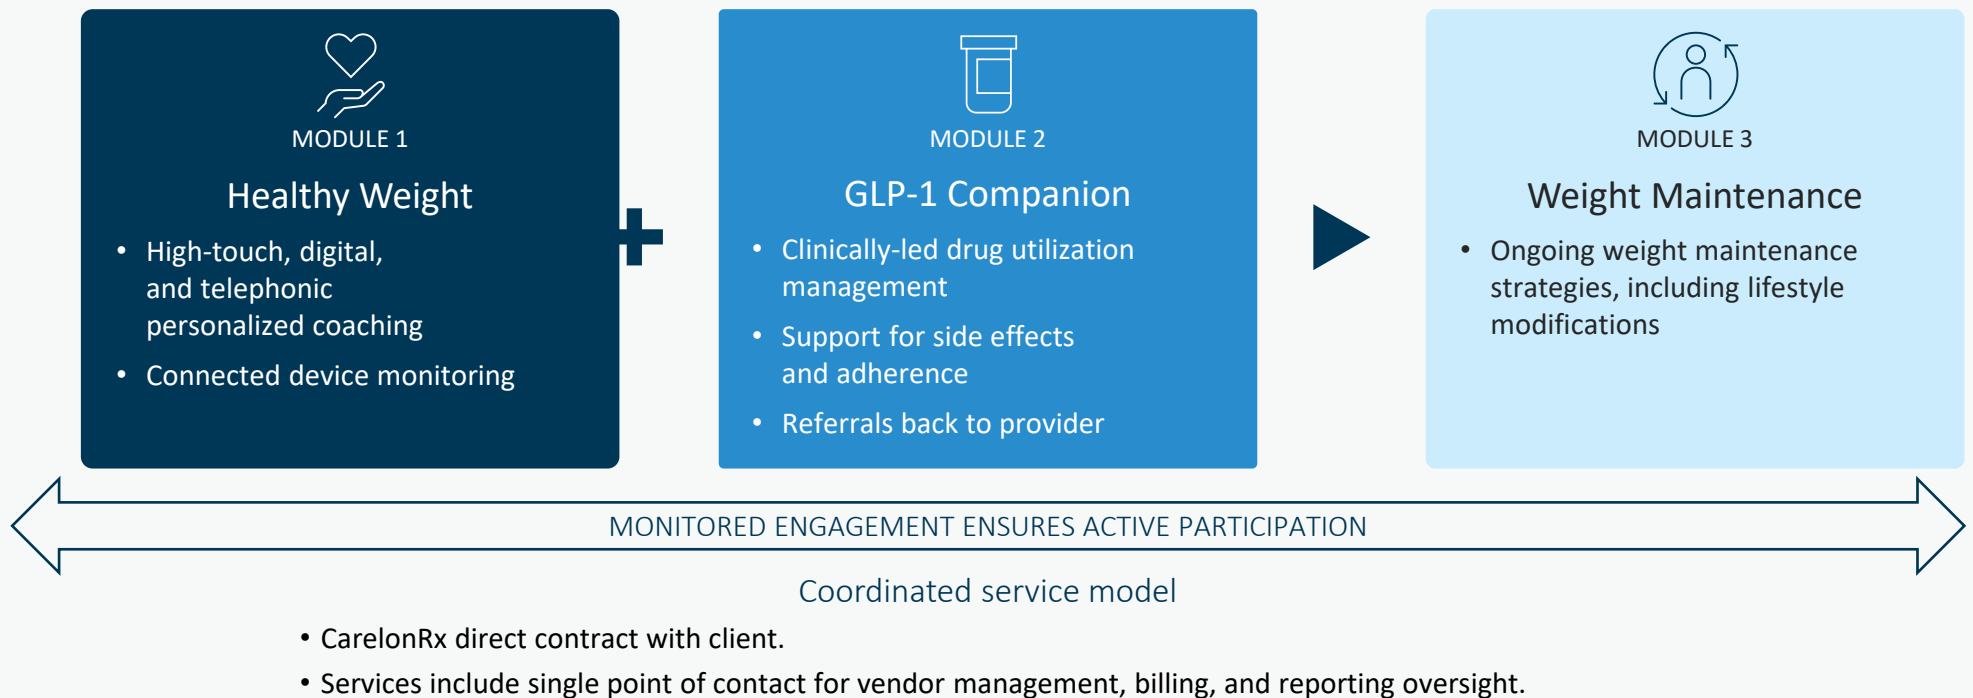 MODULE 1
Healthy Weight
• High-touch, digital,
and telephonic
personalized coaching
• Connected device monitoring
MODULE 2
GLP-1 Companion
• Clinically-led drug utilization
management
• Support for side effects
and adherence
• Referrals back to provider
MODULE 3
Weight Maintenance
• Ongoing weight maintenance
strategies, including lifestyle
modifications
MONITORED ENGAGEMENT ENSURES ACTIVE PARTICIPATION
Coordinated service model
• CarelonRx direct contract with client.
• Services include single point of contact for vendor management, billing, and reporting oversight.